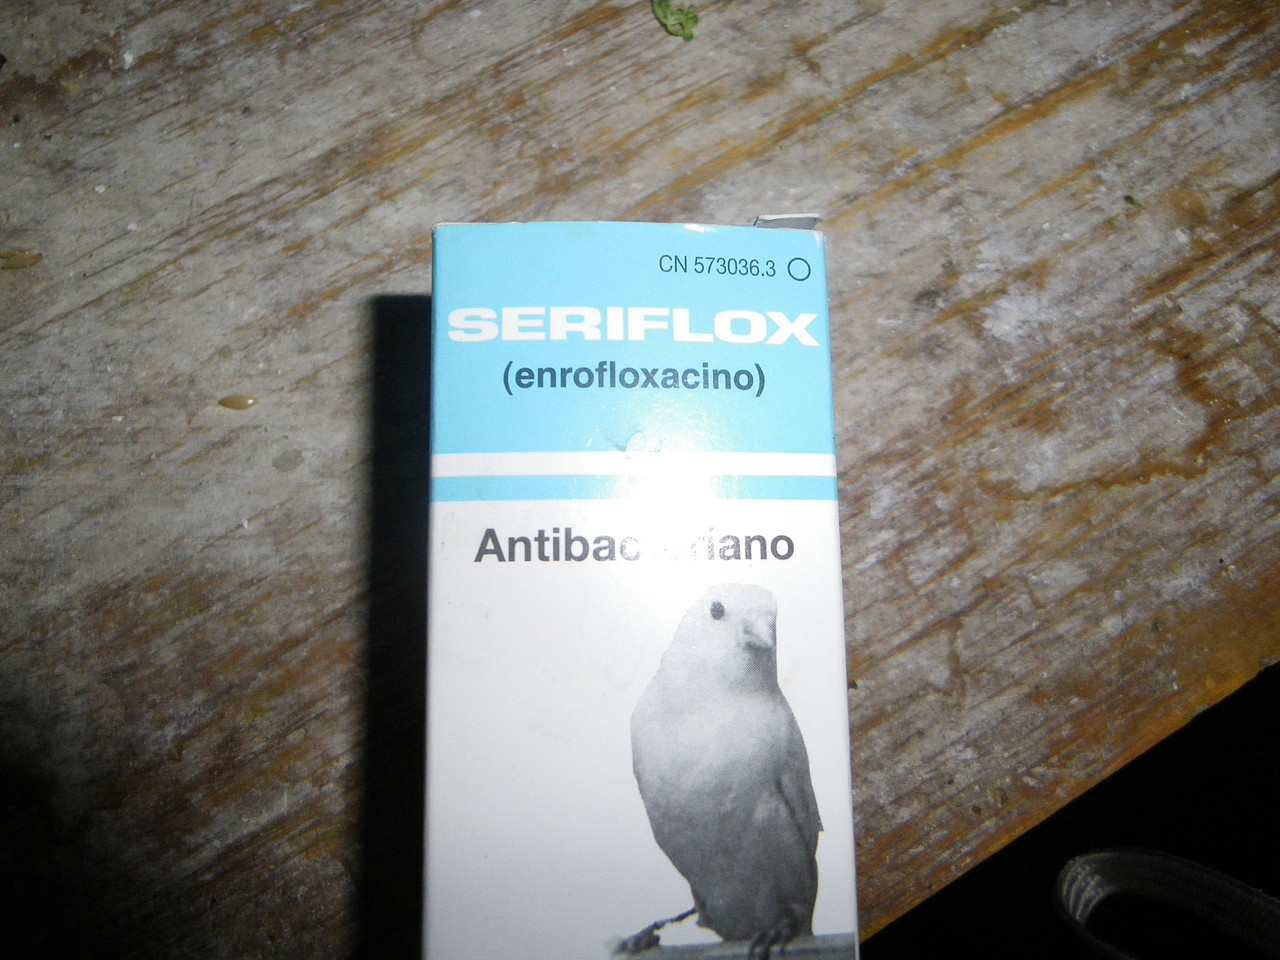 CN 573036.3
SERIFLOX
(enrofloxacino)
Antibacteriano